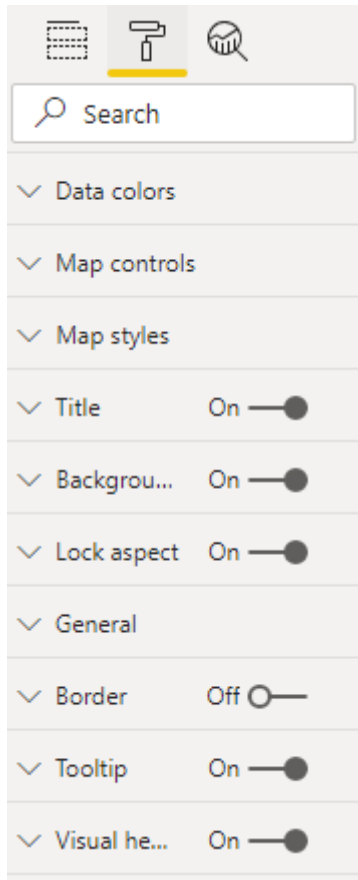 Search
Data colors
Map controls
Map styles
Title On
Backgrou... On
Lock aspect On
General
Border Off
Tooltip On
Visual he... On